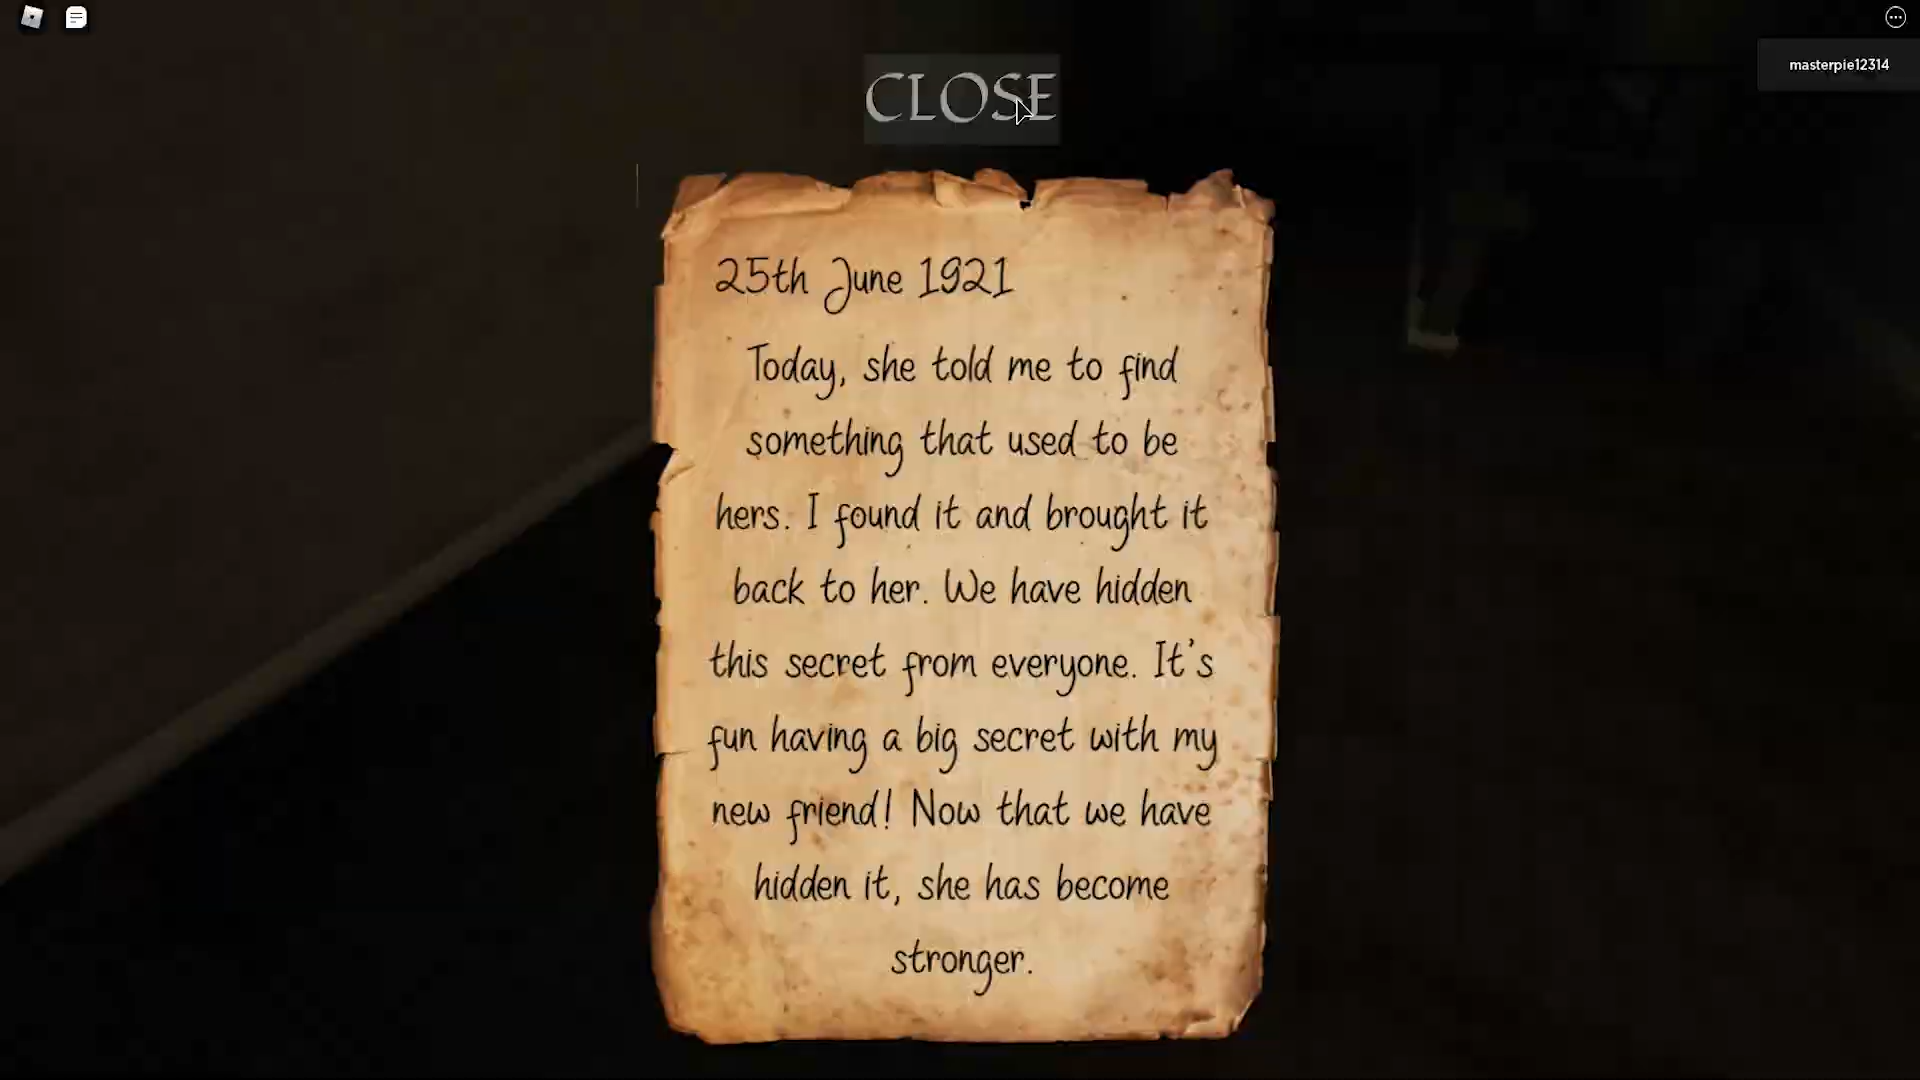 CLOSE
masterpie12314
25th June 1921
Today, she told me to find
something that used to be
hers. I found it and brought it
back to her. We have hidden
this secret from everyone. It's
fun having a big secret with my
new friend! Now that we have
hidden it, she has become
stronger.